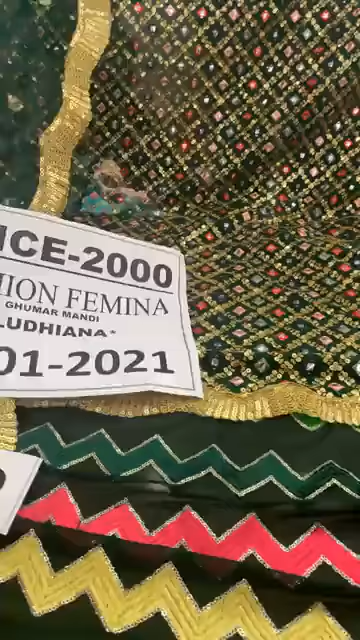 ICE-2000
HION FEMINA
GHUMAR MANDI
LUDHIANA*
01-2021